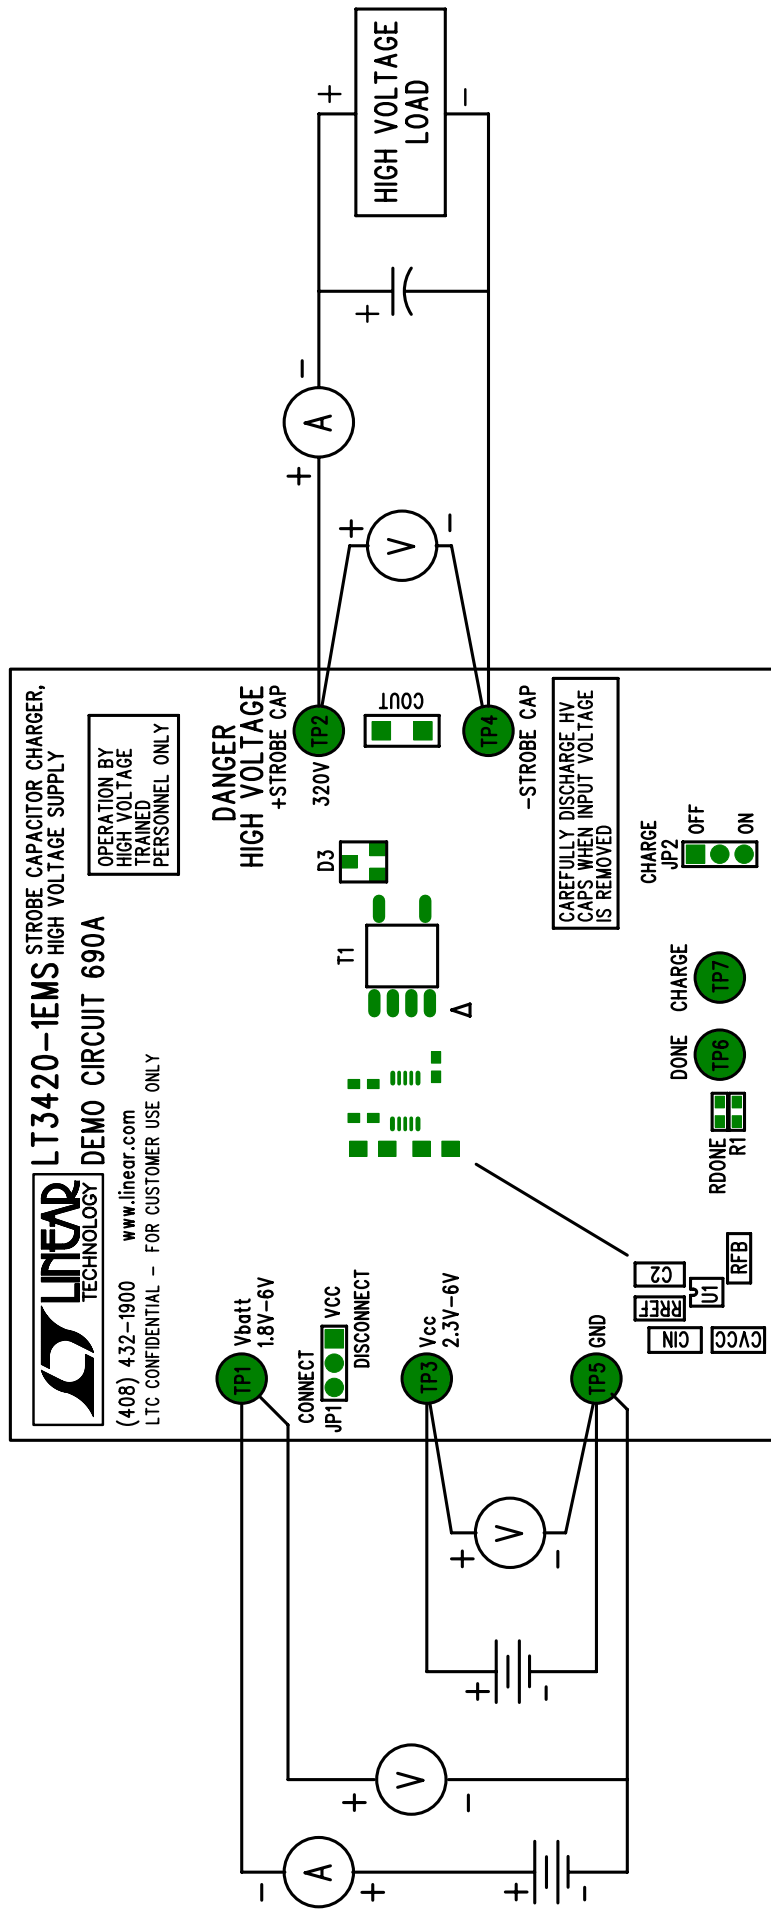 LINEAR
TECHNOLOGY
LT3420-1EMS
STROBE CAPACITOR CHARGER,
HIGH VOLTAGE SUPPLY
DEMO CIRCUIT 690A
(408) 432-1900 www.linear.com
LTC CONFIDENTIAL - FOR CUSTOMER USE ONLY
OPERATION BY
HIGH VOLTAGE
TRAINED
PERSONNEL ONLY
DANGER
HIGH VOLTAGE
+STROBE CAP
320V
TP2
COUT
TP4
-STROBE CAP
D3
T1
CAREFULLY DISCHARGE HV
CAPS WHEN INPUT VOLTAGE
IS REMOVED
CHARGE
JP2
OFF
ON
CHARGE
TP7
DONE
TP6
RDONE
R1
TP1
Vbatt
1.8V-6V
CONNECT
JP1
VCC
DISCONNECT
TP3
Vcc
2.3V-6V
TP5
GND
C2
RREF
U1
RFB
CIN
CVCC
+ A -
+ V -
+
+ HIGH VOLTAGE
LOAD -
- A +
+ -
+ V -
+ -
+ V -